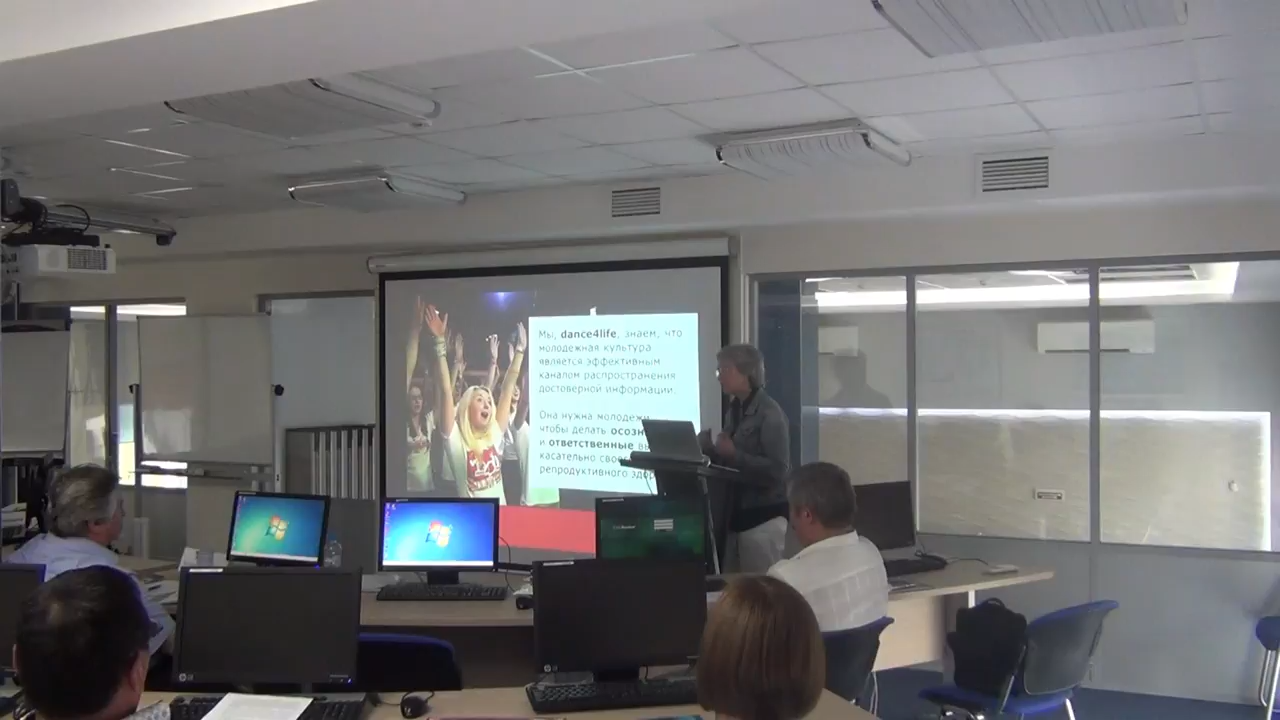 Мы, dance4life, знаем, что
молодежная культура
является эффективным
каналом распространения
достоверной информации.
Она нужна молодежи,
чтобы делать
и ответственные
касательно
репродуктивного